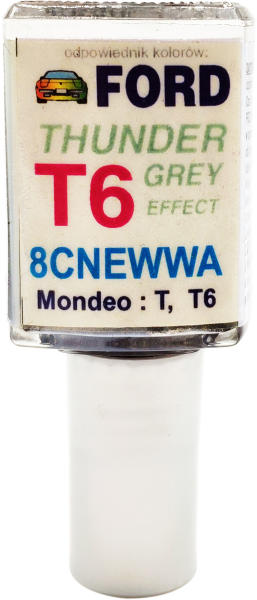 odpowiednik kolorów:
FORD
THUNDER
T6 GREY
EFFECT
8CNEWWA
Mondeo : T, T6